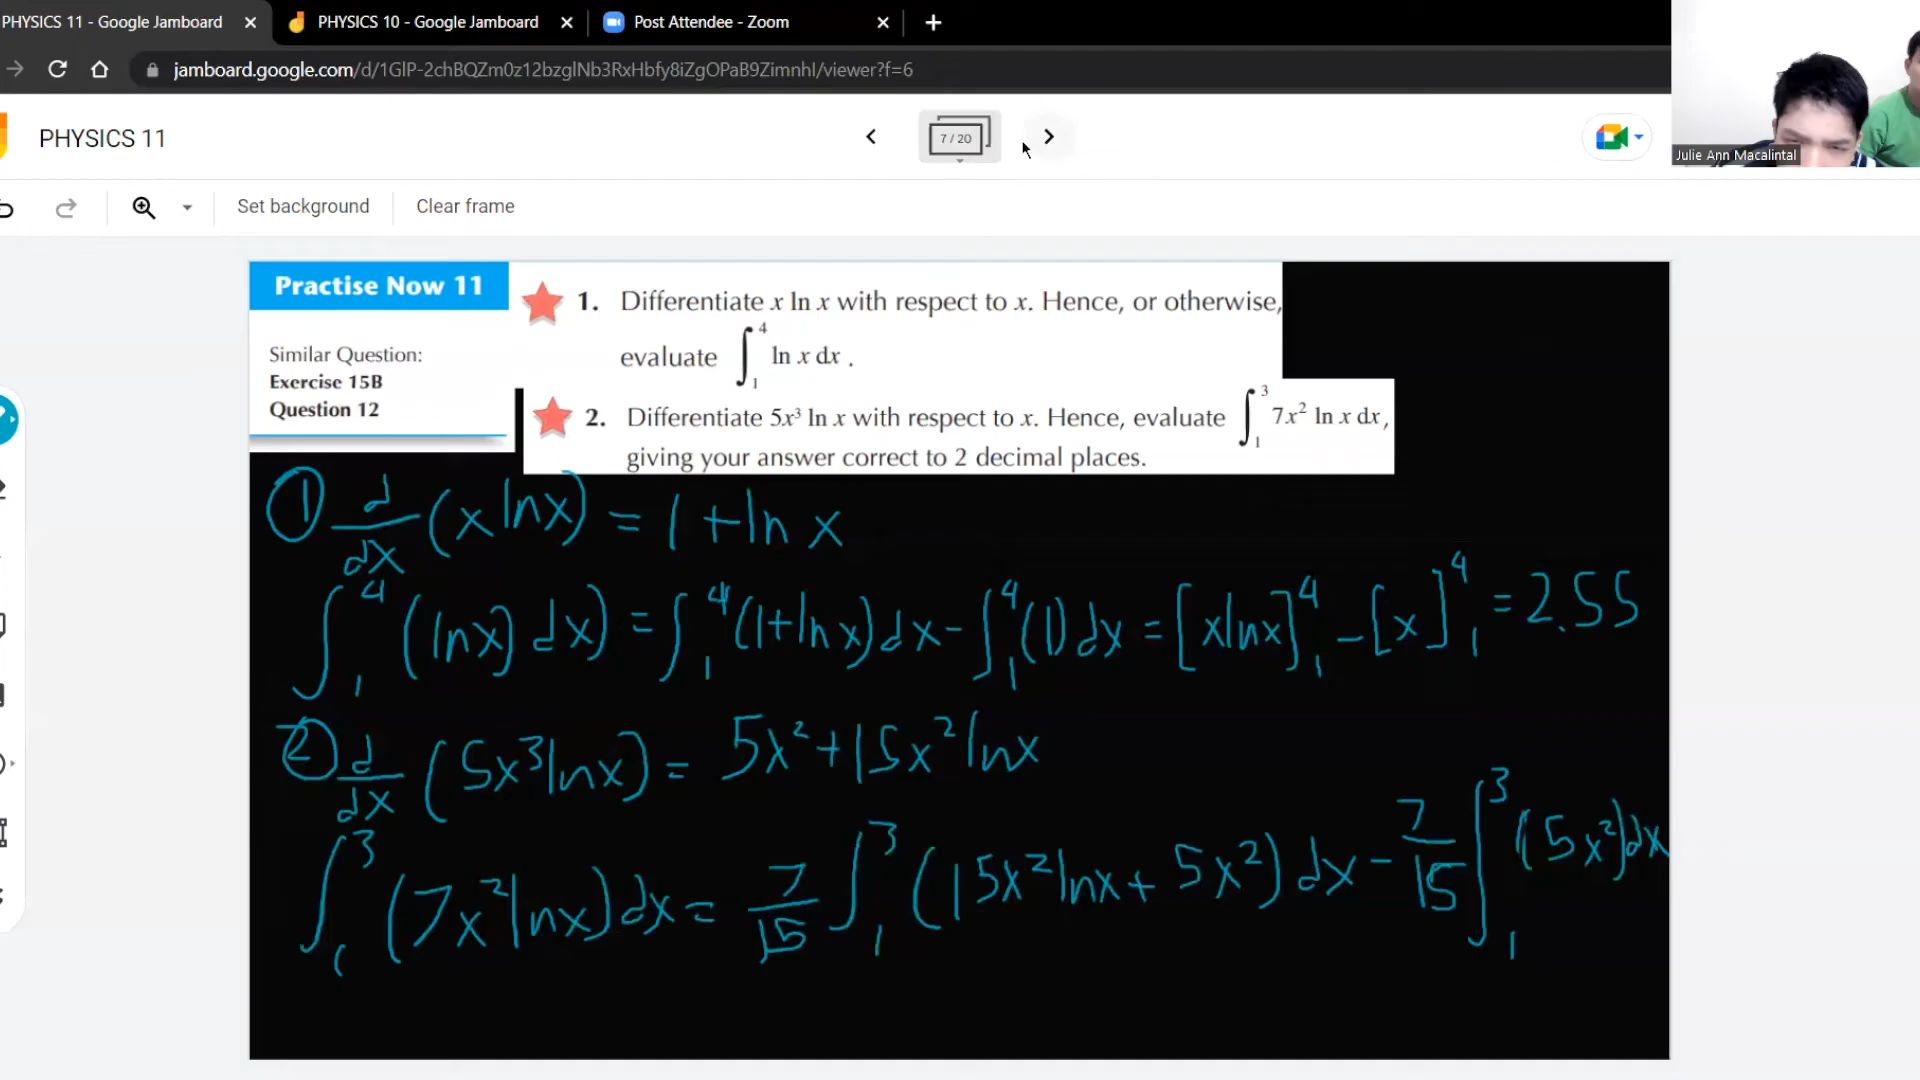 PHYSICS 11 - Google Jamboard
PHYSICS 10 - Google Jamboard
Post Attendee - Zoom
jamboard.google.com/d/1GlP-2chBQZm0z12bzglNb3RxHbfy8iZgOPaB9ZimnhI/viewer?f=6
PHYSICS 11
7 / 20
Julie Ann Macalintal
Set background
Clear frame
Practise Now 11
Similar Question:
Exercise 15B
Question 12
1. Differentiate x ln x with respect to x. Hence, or otherwise,
evaluate ∫₁⁴ ln x dx .
2. Differentiate 5x³ ln x with respect to x. Hence, evaluate ∫₁³ 7x² ln x dx,
giving your answer correct to 2 decimal places.
① d/dx (x lnx) = 1 + ln x
∫₁⁴ (lnx) dx) = ∫₁⁴ (1+ln x) dx − ∫₁⁴ (1) dx = [xlnx]₁⁴ − [x]₁⁴ = 2.55
② d/dx (5x³lnx) = 5x² + 15x² lnx
∫₁³ (7x²lnx) dx = 7/15 ∫₁³ (15x²lnx + 5x²) dx − 7/15 ∫₁³ (5x²) dx